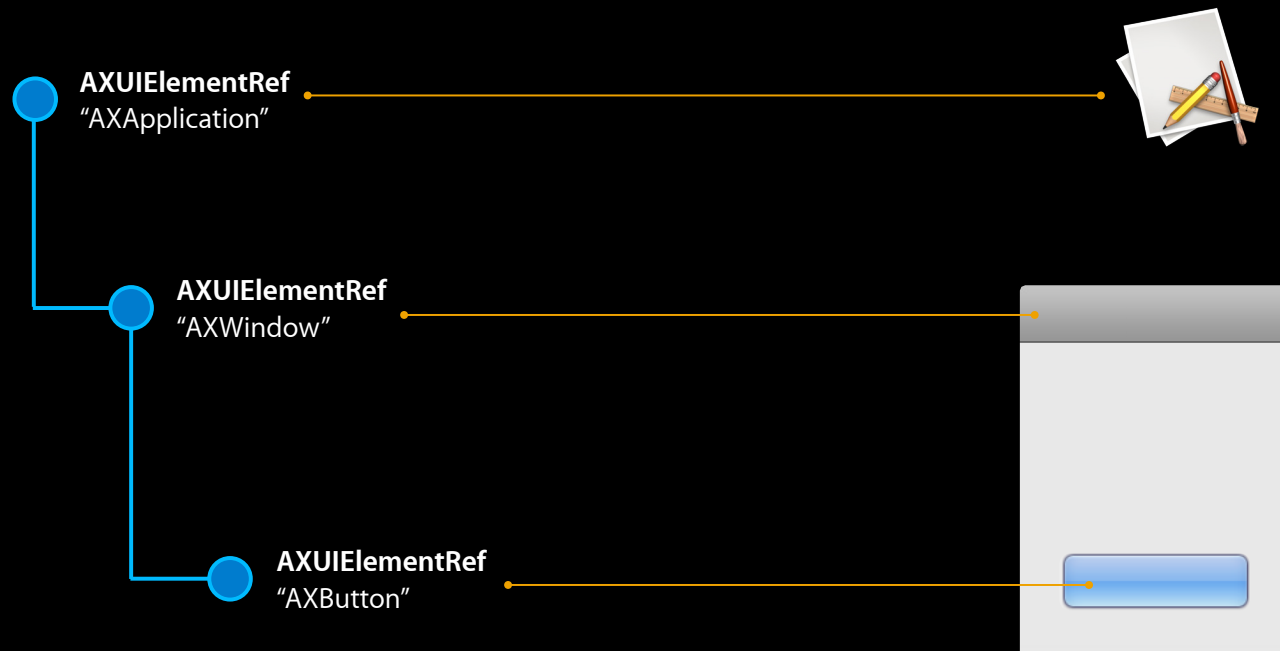 AXUIElementRef
“AXApplication”
AXUIElementRef
“AXWindow”
AXUIElementRef
“AXButton”